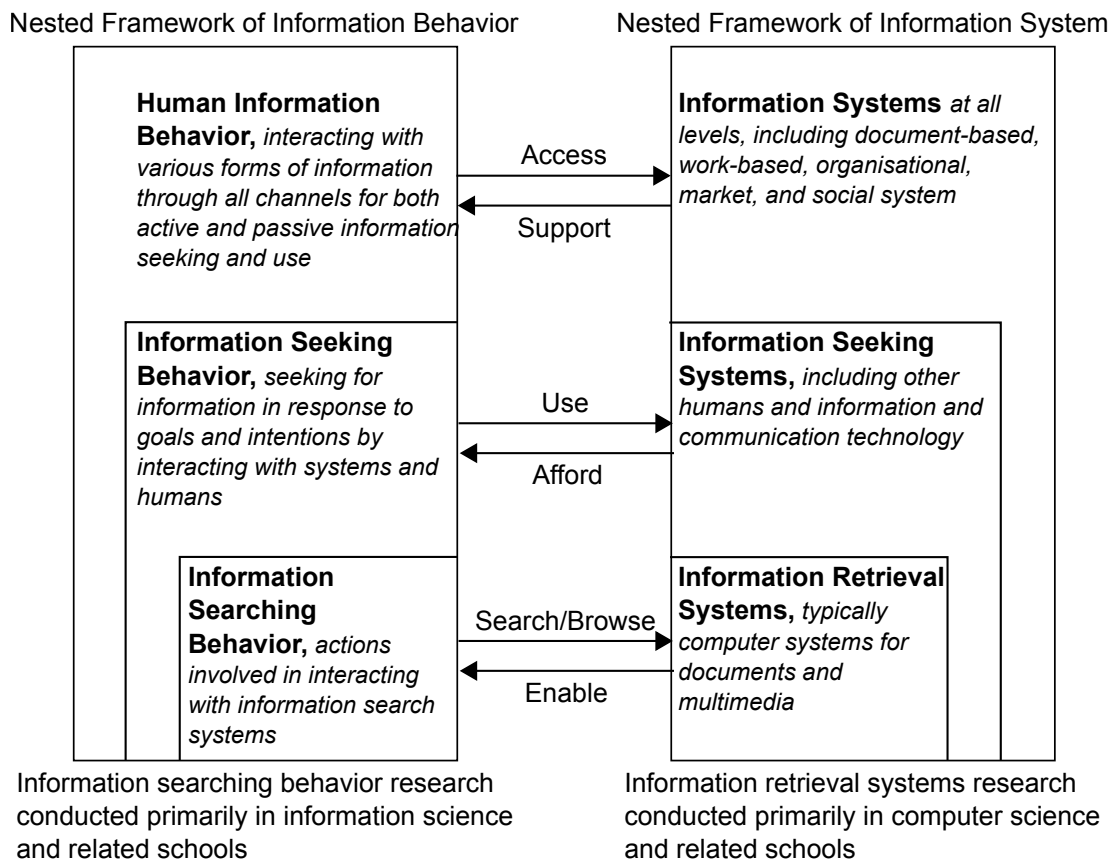 Nested Framework of Information Behavior
Nested Framework of Information System
Human Information
Behavior, interacting with
various forms of information
through all channels for both
active and passive information
seeking and use
Access
Support
Information Systems at all
levels, including document-based,
work-based, organisational,
market, and social system
Information Seeking
Behavior, seeking for
information in response to
goals and intentions by
interacting with systems and
humans
Use
Afford
Information Seeking
Systems, including other
humans and information and
communication technology
Information
Searching
Behavior, actions
involved in interacting
with information search
systems
Search/Browse
Enable
Information Retrieval
Systems, typically
computer systems for
documents and
multimedia
Information searching behavior research
conducted primarily in information science
and related schools
Information retrieval systems research
conducted primarily in computer science
and related schools